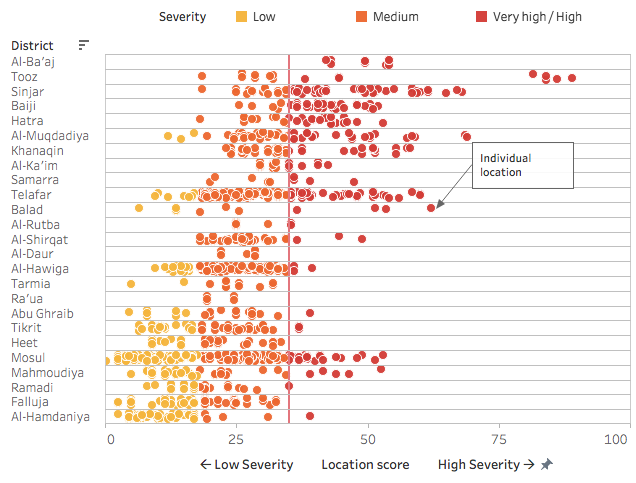 Severity Low Medium Very high / High
District
Al-Ba'aj
Tooz
Sinjar
Baiji
Hatra
Al-Muqdadiya
Khanaqin
Al-Ka'im
Samarra
Telafar
Balad
Al-Rutba
Al-Shirqat
Al-Daur
Al-Hawiga
Tarmia
Ra'ua
Abu Ghraib
Tikrit
Heet
Mosul
Mahmoudiya
Ramadi
Falluja
Al-Hamdaniya
Individual
location
0 25 50 75 100
← Low Severity Location score High Severity →